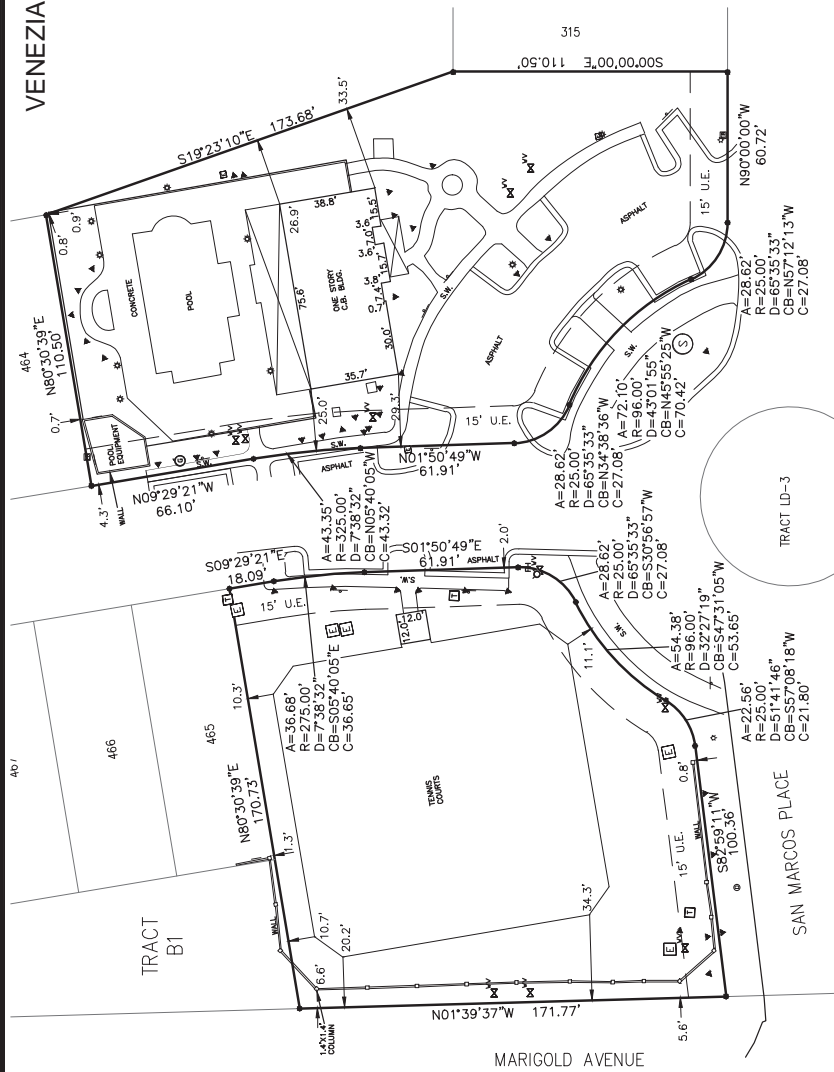 VENEZIA
315
464
S00°00'00"E 110.50'
S19°23'10"E 173.68'
33.5'
N80°30'39"E
110.50'
0.8'
0.9'
0.7'
CONCRETE
POOL
POOL
EQUIPMENT
38.8'
26.9'
75.6'
ONE STORY
C.B. BLDG.
3.6'
15.5'
7.0'
3.6'
15.7'
3.8'
17.4'
0.7'
30.0'
35.7'
25.0'
29.3'
S.W.
S.W.
S.W.
S.W.
ASPHALT
ASPHALT
ASPHALT
15' U.E.
15' U.E.
N90°00'00"W
60.72'
A=28.62'
R=25.00'
D=65°35'33"
CB=N57°12'13"W
C=27.08'
A=72.10'
R=96.00'
D=43°01'55"
CB=N45°55'25"W
C=70.42'
A=28.62'
R=25.00'
D=65°35'33"
CB=N34°38'36"W
C=27.08'
S
N01°50'49"W
61.91'
A=43.35'
R=325.00'
D=7°38'32"
CB=N05°40'05"W
C=43.32'
N09°29'21"W
66.10'
4.3'
WALL
TRACT LD-3
466
465
S09°29'21"E
18.09'
S01°50'49"E
61.91'
ASPHALT
2.0'
S.W.
15' U.E.
T
E
E
E
T
12.0'
12.0'
11.1'
10.3'
A=36.68'
R=275.00'
D=7°38'32"
CB=S05°40'05"E
C=36.65'
A=28.62'
R=25.00'
D=65°35'33"
CB=S30°56'57"W
C=27.08'
A=54.38'
R=96.00'
D=32°27'19"
CB=S47°31'05"W
C=53.65'
A=22.56'
R=25.00'
D=51°41'46"
CB=S57°08'18"W
C=21.80'
S.W.
N80°30'39"E
170.73'
1.3'
TENNIS
COURTS
E
0.8'
WALL
S82°59'11"W
100.36'
15' U.E.
TRACT
B1
WALL
10.7'
20.2'
34.3'
6.6'
1.4'X1.4'
COLUMN
T
E
5.6'
N01°39'37"W 171.77'
SAN MARCOS PLACE
MARIGOLD AVENUE